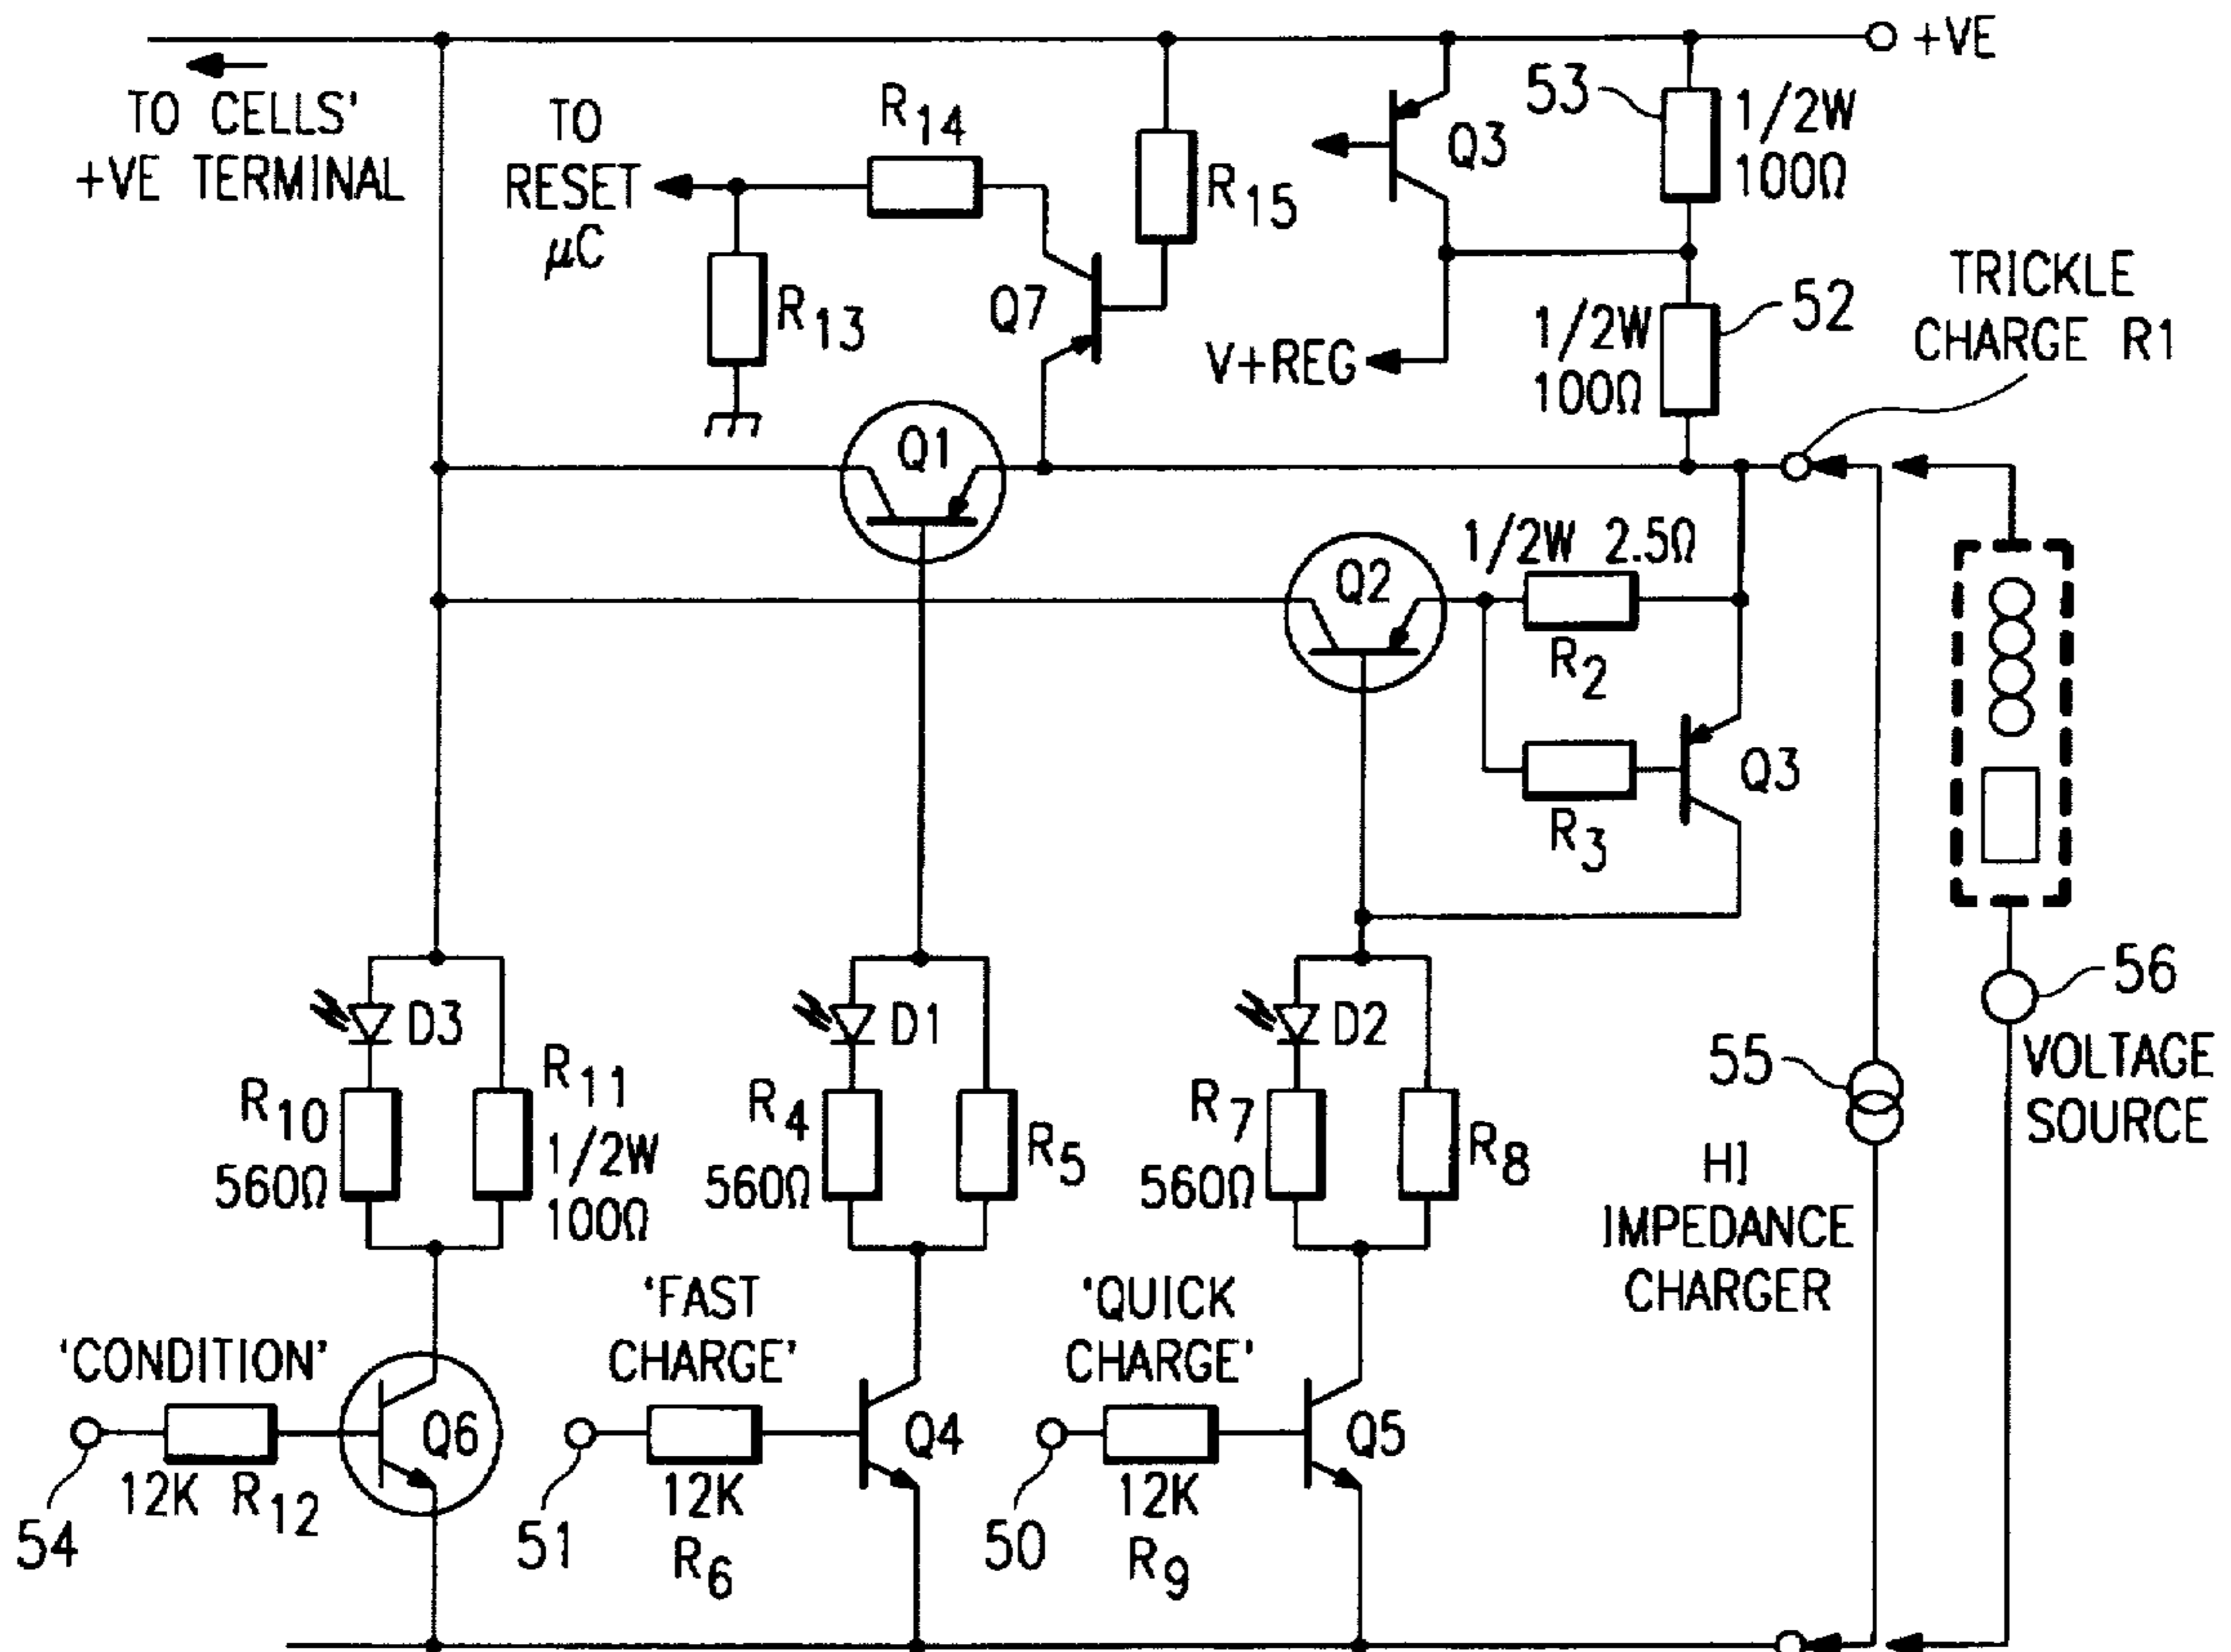 +VE
TO CELLS'
+VE TERMINAL
TO
RESET
μC
R14
R15
Q3
53
1/2W
100Ω
R13
Q7
V+REG
1/2W
100Ω
52
TRICKLE
CHARGE R1
Q1
Q2
1/2W 2.5Ω
R2
R3
Q3
D3
D1
D2
R10
560Ω
R11
1/2W
100Ω
R4
560Ω
R5
R7
560Ω
R8
55
56
VOLTAGE
SOURCE
HI
IMPEDANCE
CHARGER
'CONDITION'
'FAST
CHARGE'
'QUICK
CHARGE'
Q6
Q4
Q5
54
12K R12
51
12K
R6
50
12K
R9